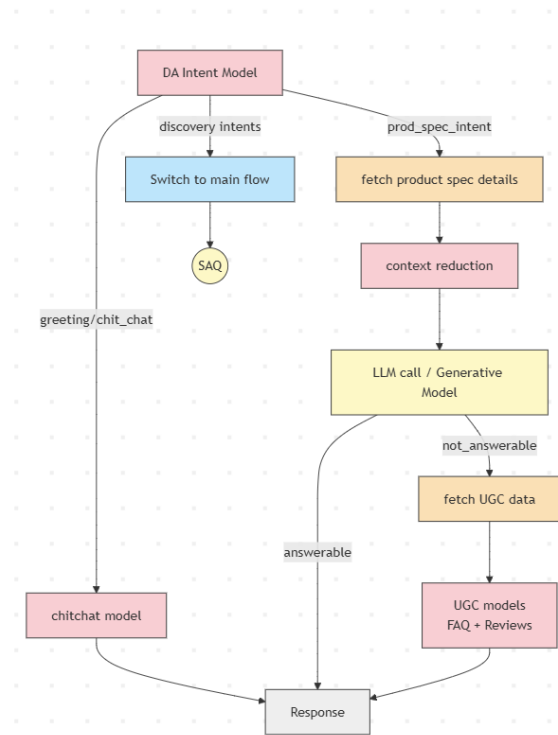 DA Intent Model
discovery intents
prod_spec_intent
Switch to main flow
fetch product spec details
SAQ
context reduction
greeting/chit_chat
LLM call / Generative
Model
not_answerable
fetch UGC data
answerable
chitchat model
UGC models
FAQ + Reviews
Response